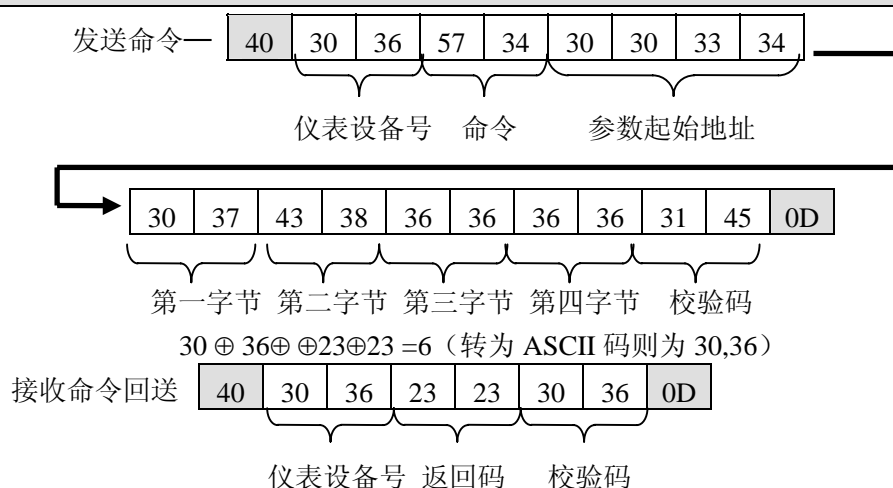 发送命令— 40 30 36 57 34 30 30 33 34
仪表设备号 命令 参数起始地址
30 37 43 38 36 36 36 36 31 45 0D
第一字节 第二字节 第三字节 第四字节 校验码
30 ⊕ 36⊕ ⊕23⊕23 =6（转为 ASCII 码则为 30,36）
接收命令回送 40 30 36 23 23 30 36 0D
仪表设备号 返回码 校验码